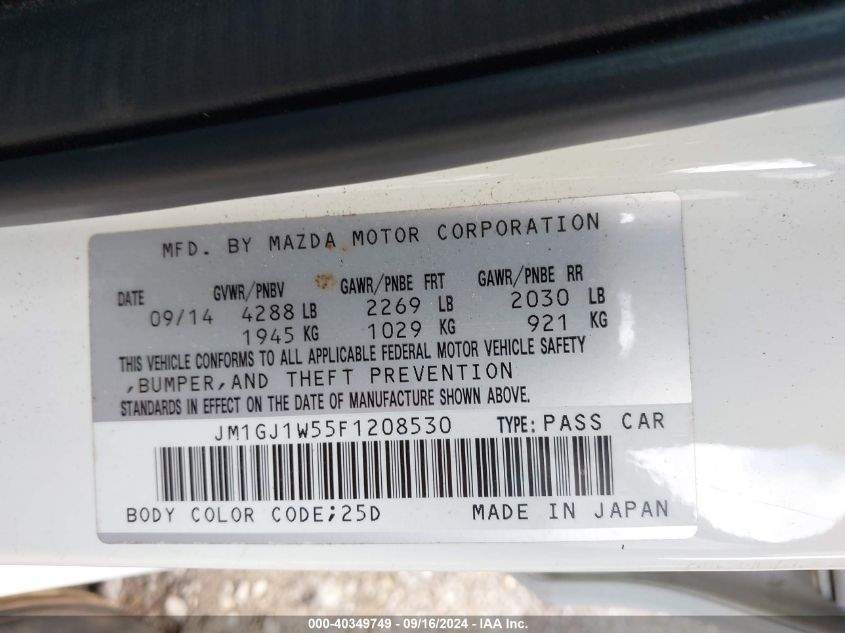 MFD. BY MAZDA MOTOR CORPORATION
DATE GVWR/PNBV GAWR/PNBE FRT GAWR/PNBE RR
09/14 4288 LB 2269 LB 2030 LB
1945 KG 1029 KG 921 KG
THIS VEHICLE CONFORMS TO ALL APPLICABLE FEDERAL MOTOR VEHICLE SAFETY
,BUMPER,AND THEFT PREVENTION
STANDARDS IN EFFECT ON THE DATE OF MANUFACTURE SHOWN ABOVE.
JM1GJ1W55F1208530 TYPE: PASS CAR
BODY COLOR CODE;25D MADE IN JAPAN
000-40349749 - 09/16/2024 - IAA Inc.